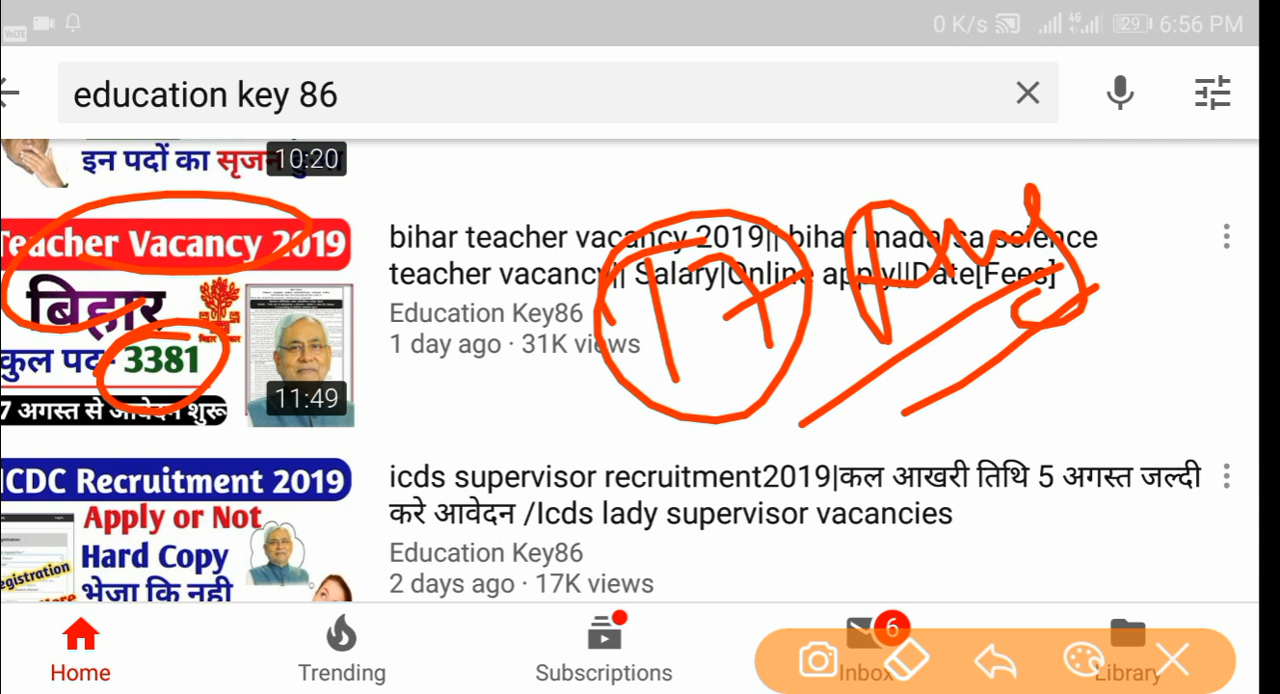 VoLTE 0 K/s 4G 29 6:56 PM
education key 86
इन पदों का सृजन हुआ
10:20
Teacher Vacancy 2019
बिहार
कुल पद- 3381
7 अगस्त से आवेदन शुरू
11:49
bihar teacher vacancy 2019|| bihar madarsa science
teacher vacancy|| Salary|Online apply||Date[Fees]
Education Key86
1 day ago · 31K views
17
ICDC Recruitment 2019
Apply or Not
Hard Copy
भेजा कि नही
egistration
icds supervisor recruitment2019|कल आखरी तिथि 5 अगस्त जल्दी
करे आवेदन /Icds lady supervisor vacancies
Education Key86
2 days ago · 17K views
Home
Trending
Subscriptions
6
Inbox
Library